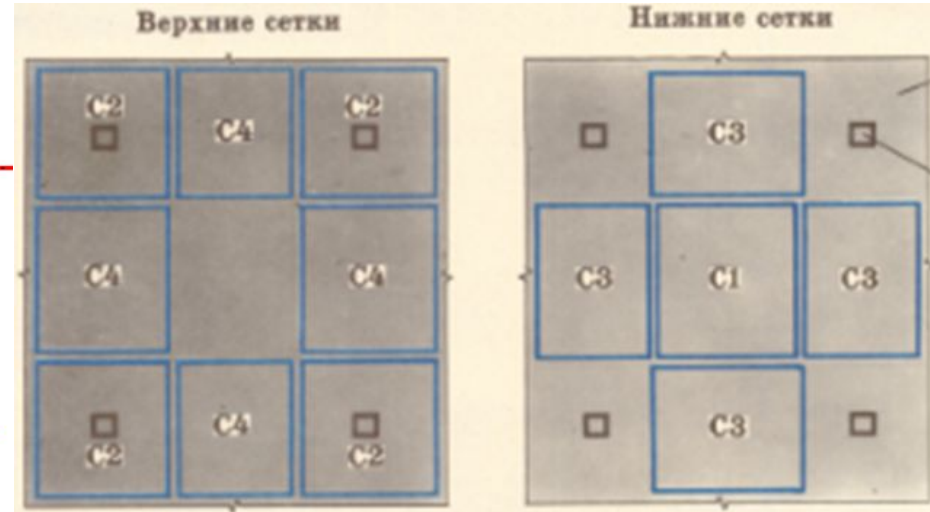 Верхние сетки
Нижние сетки
С2 С4 С2
С4 С4
С2 С4 С2
С3
С3 С1 С3
С3